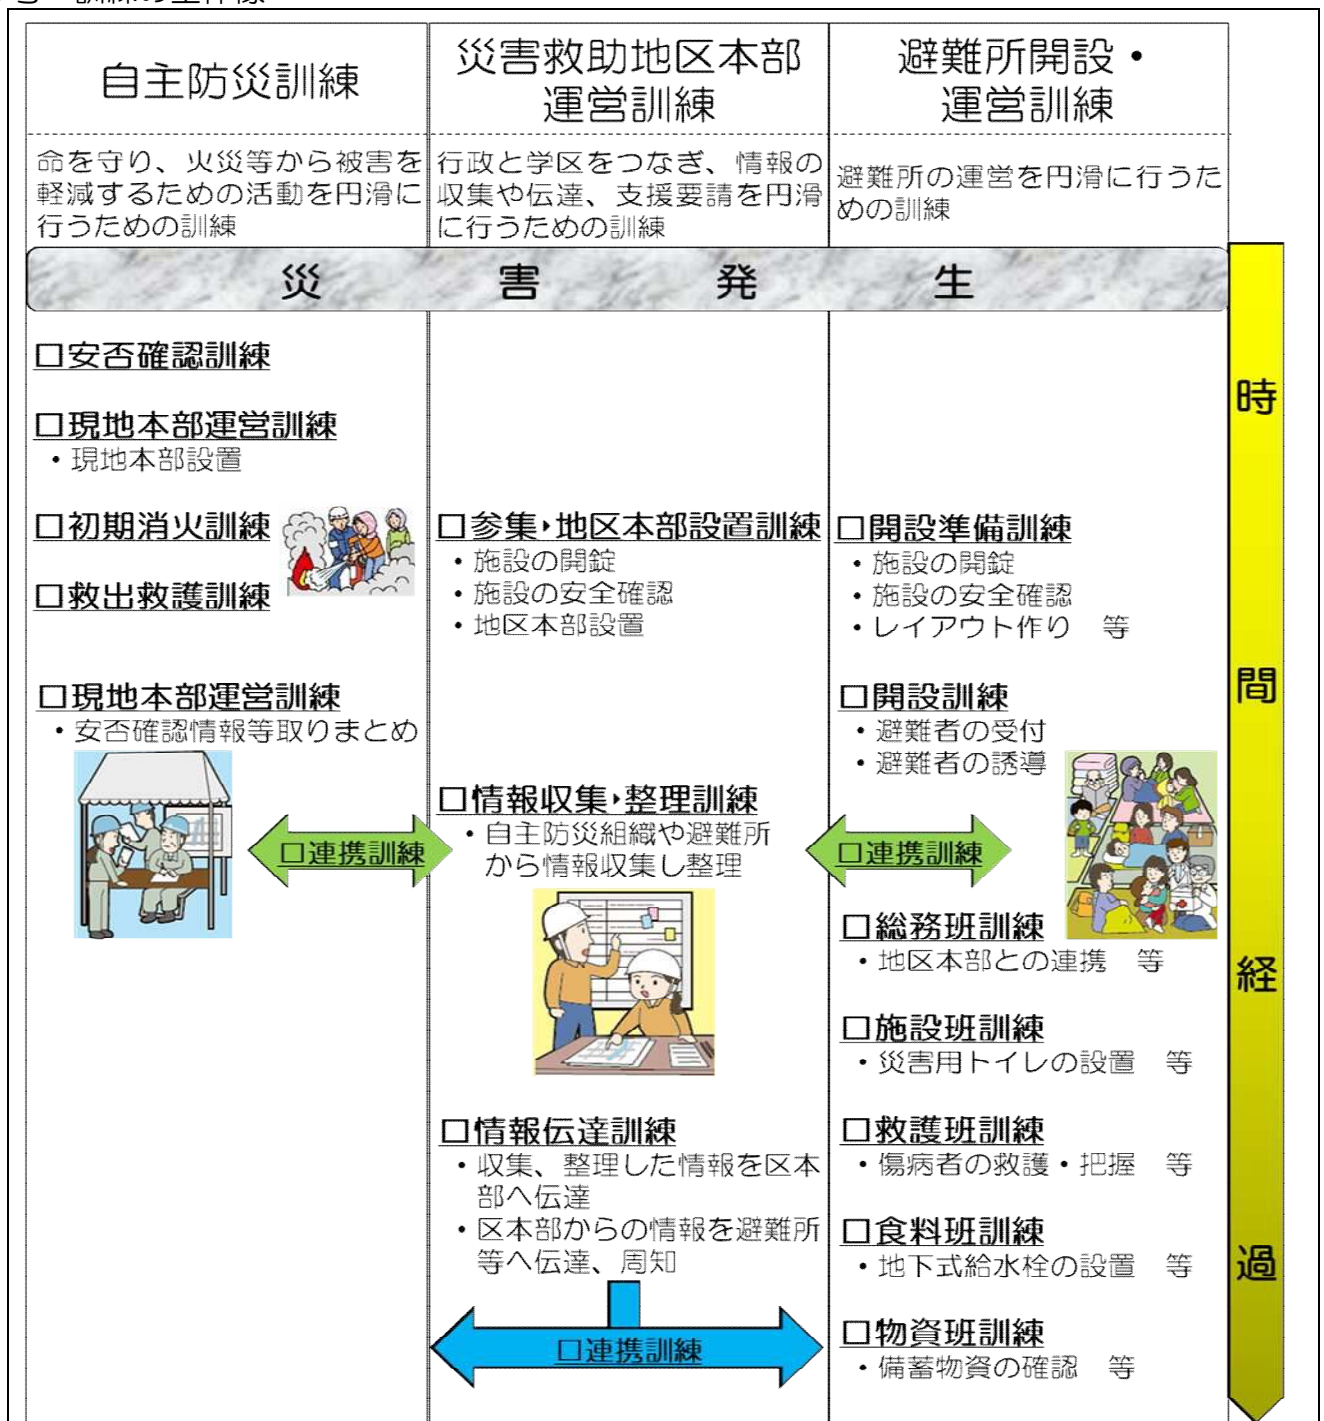 自主防災訓練
命を守り、火災等から被害を
軽減するための活動を円滑に
行うための訓練
災害救助地区本部
運営訓練
行政と学区をつなぎ、情報の
収集や伝達、支援要請を円滑
に行うための訓練
避難所開設・
運営訓練
避難所の運営を円滑に行うた
めの訓練
災害発生
□安否確認訓練
□現地本部運営訓練
・現地本部設置
□初期消火訓練
□救出救護訓練
□現地本部運営訓練
・安否確認情報等取りまとめ
□連携訓練
□参集・地区本部設置訓練
・施設の開錠
・施設の安全確認
・地区本部設置
□情報収集・整理訓練
・自主防災組織や避難所
から情報収集し整理
□情報伝達訓練
・収集、整理した情報を区本
部へ伝達
・区本部からの情報を避難所
等へ伝達、周知
□連携訓練
□連携訓練
□開設準備訓練
・施設の開錠
・施設の安全確認
・レイアウト作り　等
□開設訓練
・避難者の受付
・避難者の誘導
□総務班訓練
・地区本部との連携　等
□施設班訓練
・災害用トイレの設置　等
□救護班訓練
・傷病者の救護・把握　等
□食料班訓練
・地下式給水栓の設置　等
□物資班訓練
・備蓄物資の確認　等
時間経過